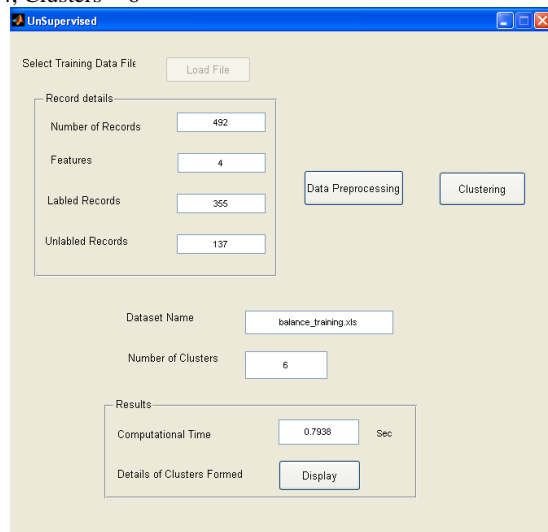 UnSupervised
Select Training Data File
Load File
Record details
Number of Records 492
Features 4
Labled Records 355
Unlabled Records 137
Data Preprocessing
Clustering
Dataset Name balance_training.xls
Number of Clusters 6
Results
Computational Time 0.7938 Sec
Details of Clusters Formed Display